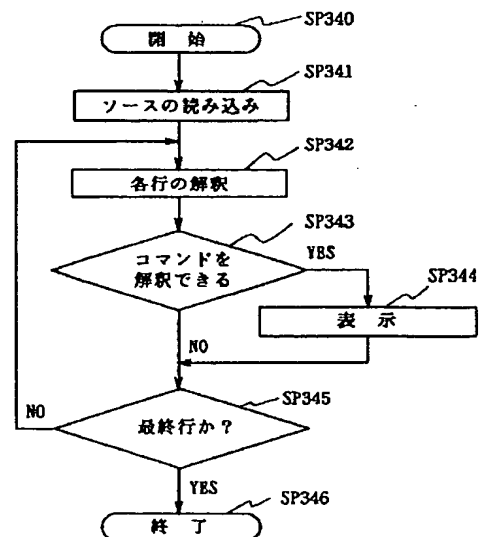 SP340
開 始
SP341
ソースの読み込み
SP342
各行の解釈
SP343
コマンドを
解釈できる
YES
SP344
表 示
NO
SP345
NO
最終行か?
YES
SP346
終 了